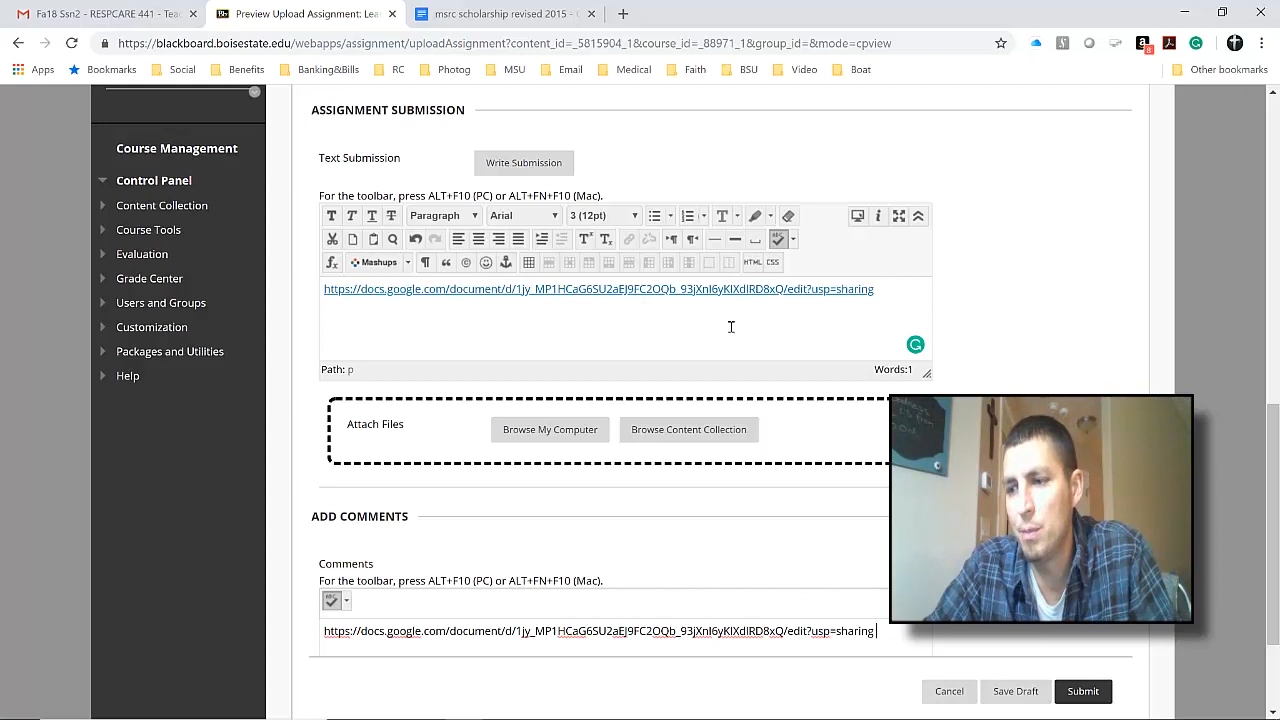 Fa18 Ssn2 - RESPCARE 441 - Teac
Preview Upload Assignment: Lea
msrc scholarship revised 2015 - G
https://blackboard.boisestate.edu/webapps/assignment/uploadAssignment?content_id=_5815904_1&course_id=_88971_1&group_id=&mode=cpview
Apps
Bookmarks
Social
Benefits
Banking&Bills
RC
Photog
MSU
Email
Medical
Faith
BSU
Video
Boat
Other bookmarks
Course Management
Control Panel
Content Collection
Course Tools
Evaluation
Grade Center
Users and Groups
Customization
Packages and Utilities
Help
ASSIGNMENT SUBMISSION
Text Submission
Write Submission
For the toolbar, press ALT+F10 (PC) or ALT+FN+F10 (Mac).
T T T T Paragraph Arial 3 (12pt)
Mashups HTML CSS
https://docs.google.com/document/d/1jy_MP1HCaG6SU2aEJ9FC2OQb_93jXnI6yKIXdIRD8xQ/edit?usp=sharing
Path: p
Words:1
Attach Files
Browse My Computer
Browse Content Collection
ADD COMMENTS
Comments
For the toolbar, press ALT+F10 (PC) or ALT+FN+F10 (Mac).
https://docs.google.com/document/d/1jy_MP1HCaG6SU2aEJ9FC2OQb_93jXnI6yKIXdIRD8xQ/edit?usp=sharing
Cancel
Save Draft
Submit